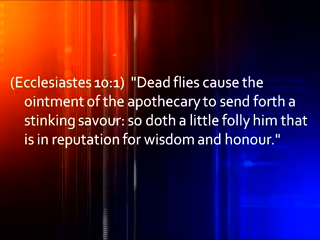 (Ecclesiastes 10:1)  "Dead flies cause the
ointment of the apothecary to send forth a
stinking savour: so doth a little folly him that
is in reputation for wisdom and honour."